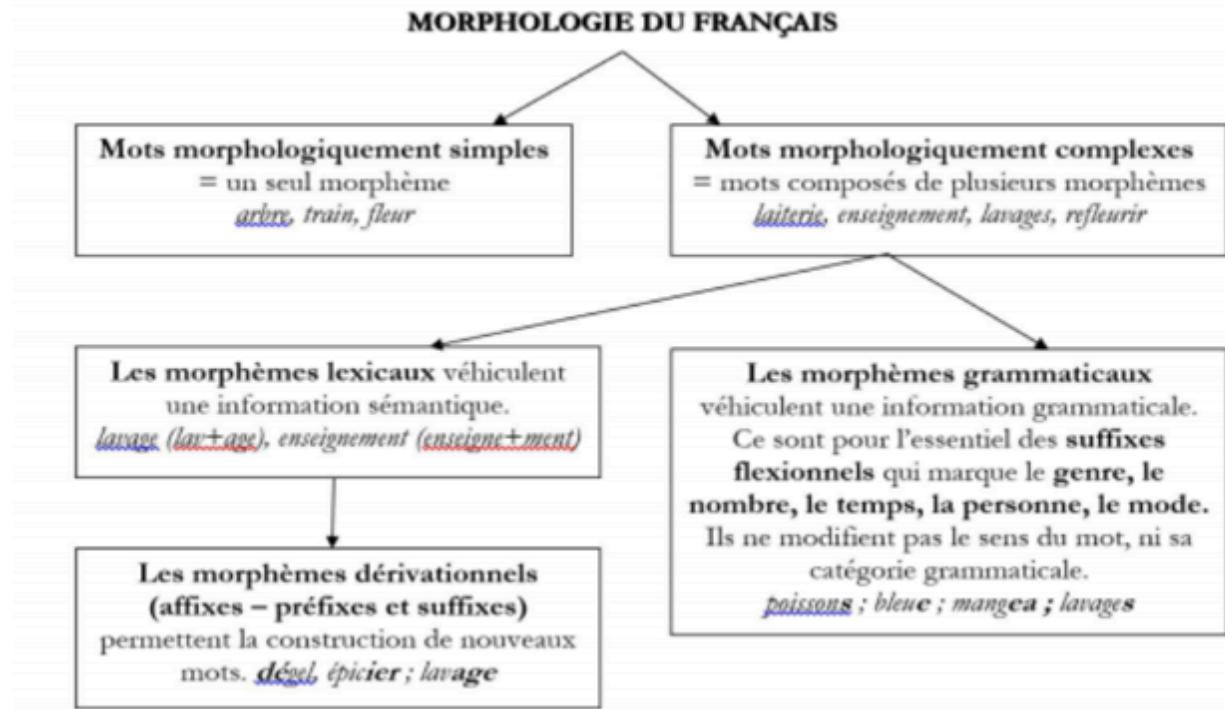 MORPHOLOGIE DU FRANÇAIS
Mots morphologiquement simples
= un seul morphème
arbre, train, fleur
Mots morphologiquement complexes
= mots composés de plusieurs morphèmes
laiterie, enseignement, lavages, refleurir
Les morphèmes lexicaux véhiculent
une information sémantique.
lavage (lav+age), enseignement (enseigne+ment)
Les morphèmes grammaticaux
véhiculent une information grammaticale.
Ce sont pour l'essentiel des suffixes
flexionnels qui marque le genre, le
nombre, le temps, la personne, le mode.
Ils ne modifient pas le sens du mot, ni sa
catégorie grammaticale.
poissons ; bleue ; mangea ; lavages
Les morphèmes dérivationnels
(affixes – préfixes et suffixes)
permettent la construction de nouveaux
mots. dégel, épicier ; lavage